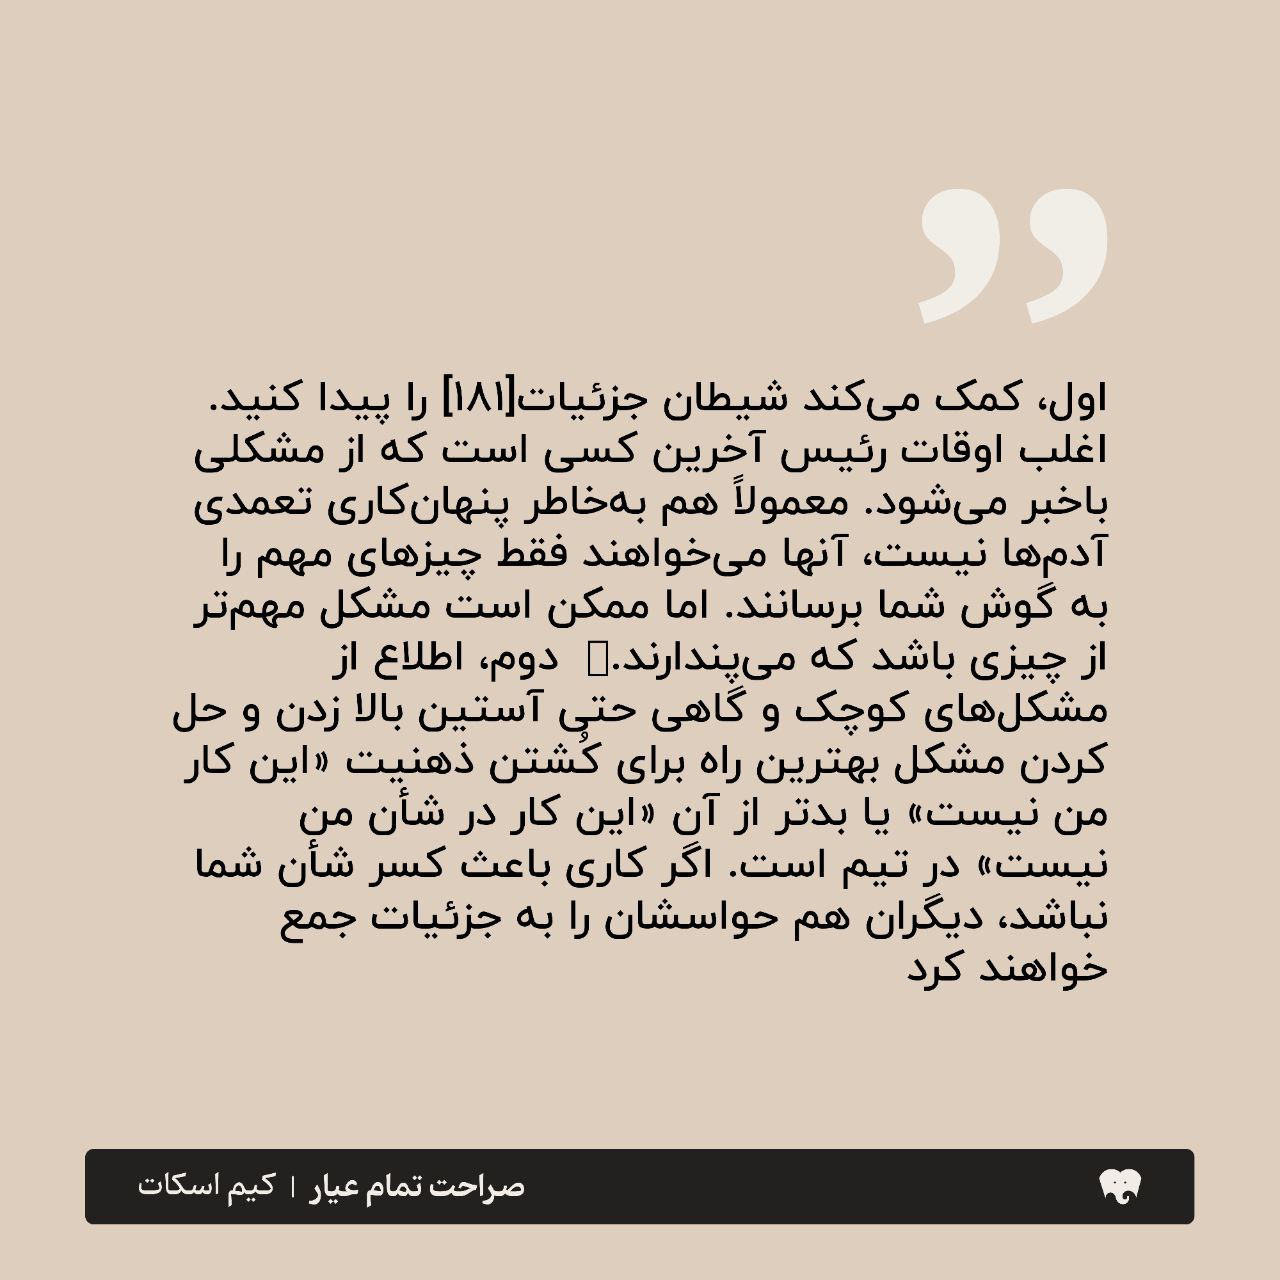 اول، کمک می‌کند شیطان جزئیات[۱۸۱] را پیدا کنید.
اغلب اوقات رئیس آخرین کسی است که از مشکلی
باخبر می‌شود. معمولاً هم به‌خاطر پنهان‌کاری تعمدی
آدم‌ها نیست، آنها می‌خواهند فقط چیزهای مهم را
به گوش شما برسانند. اما ممکن است مشکل مهم‌تر
از چیزی باشد که می‌پندارند. دوم، اطلاع از
مشکل‌های کوچک و گاهی حتی آستین بالا زدن و حل
کردن مشکل بهترین راه برای کُشتن ذهنیت «این کار
من نیست» یا بدتر از آن «این کار در شأن من
نیست» در تیم است. اگر کاری باعث کسر شأن شما
نباشد، دیگران هم حواسشان را به جزئیات جمع
خواهند کرد
صراحت تمام عیار | کیم اسکات